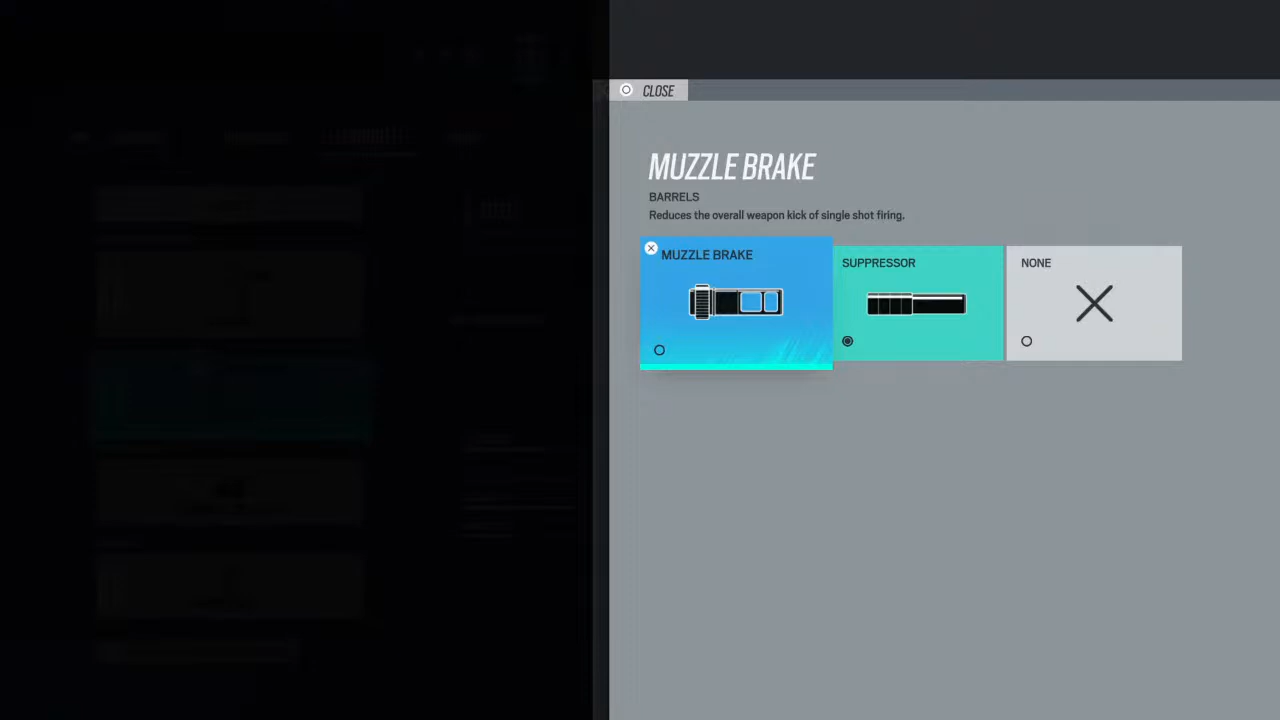 CLOSE
MUZZLE BRAKE
BARRELS
Reduces the overall weapon kick of single shot firing.
MUZZLE BRAKE
SUPPRESSOR
NONE